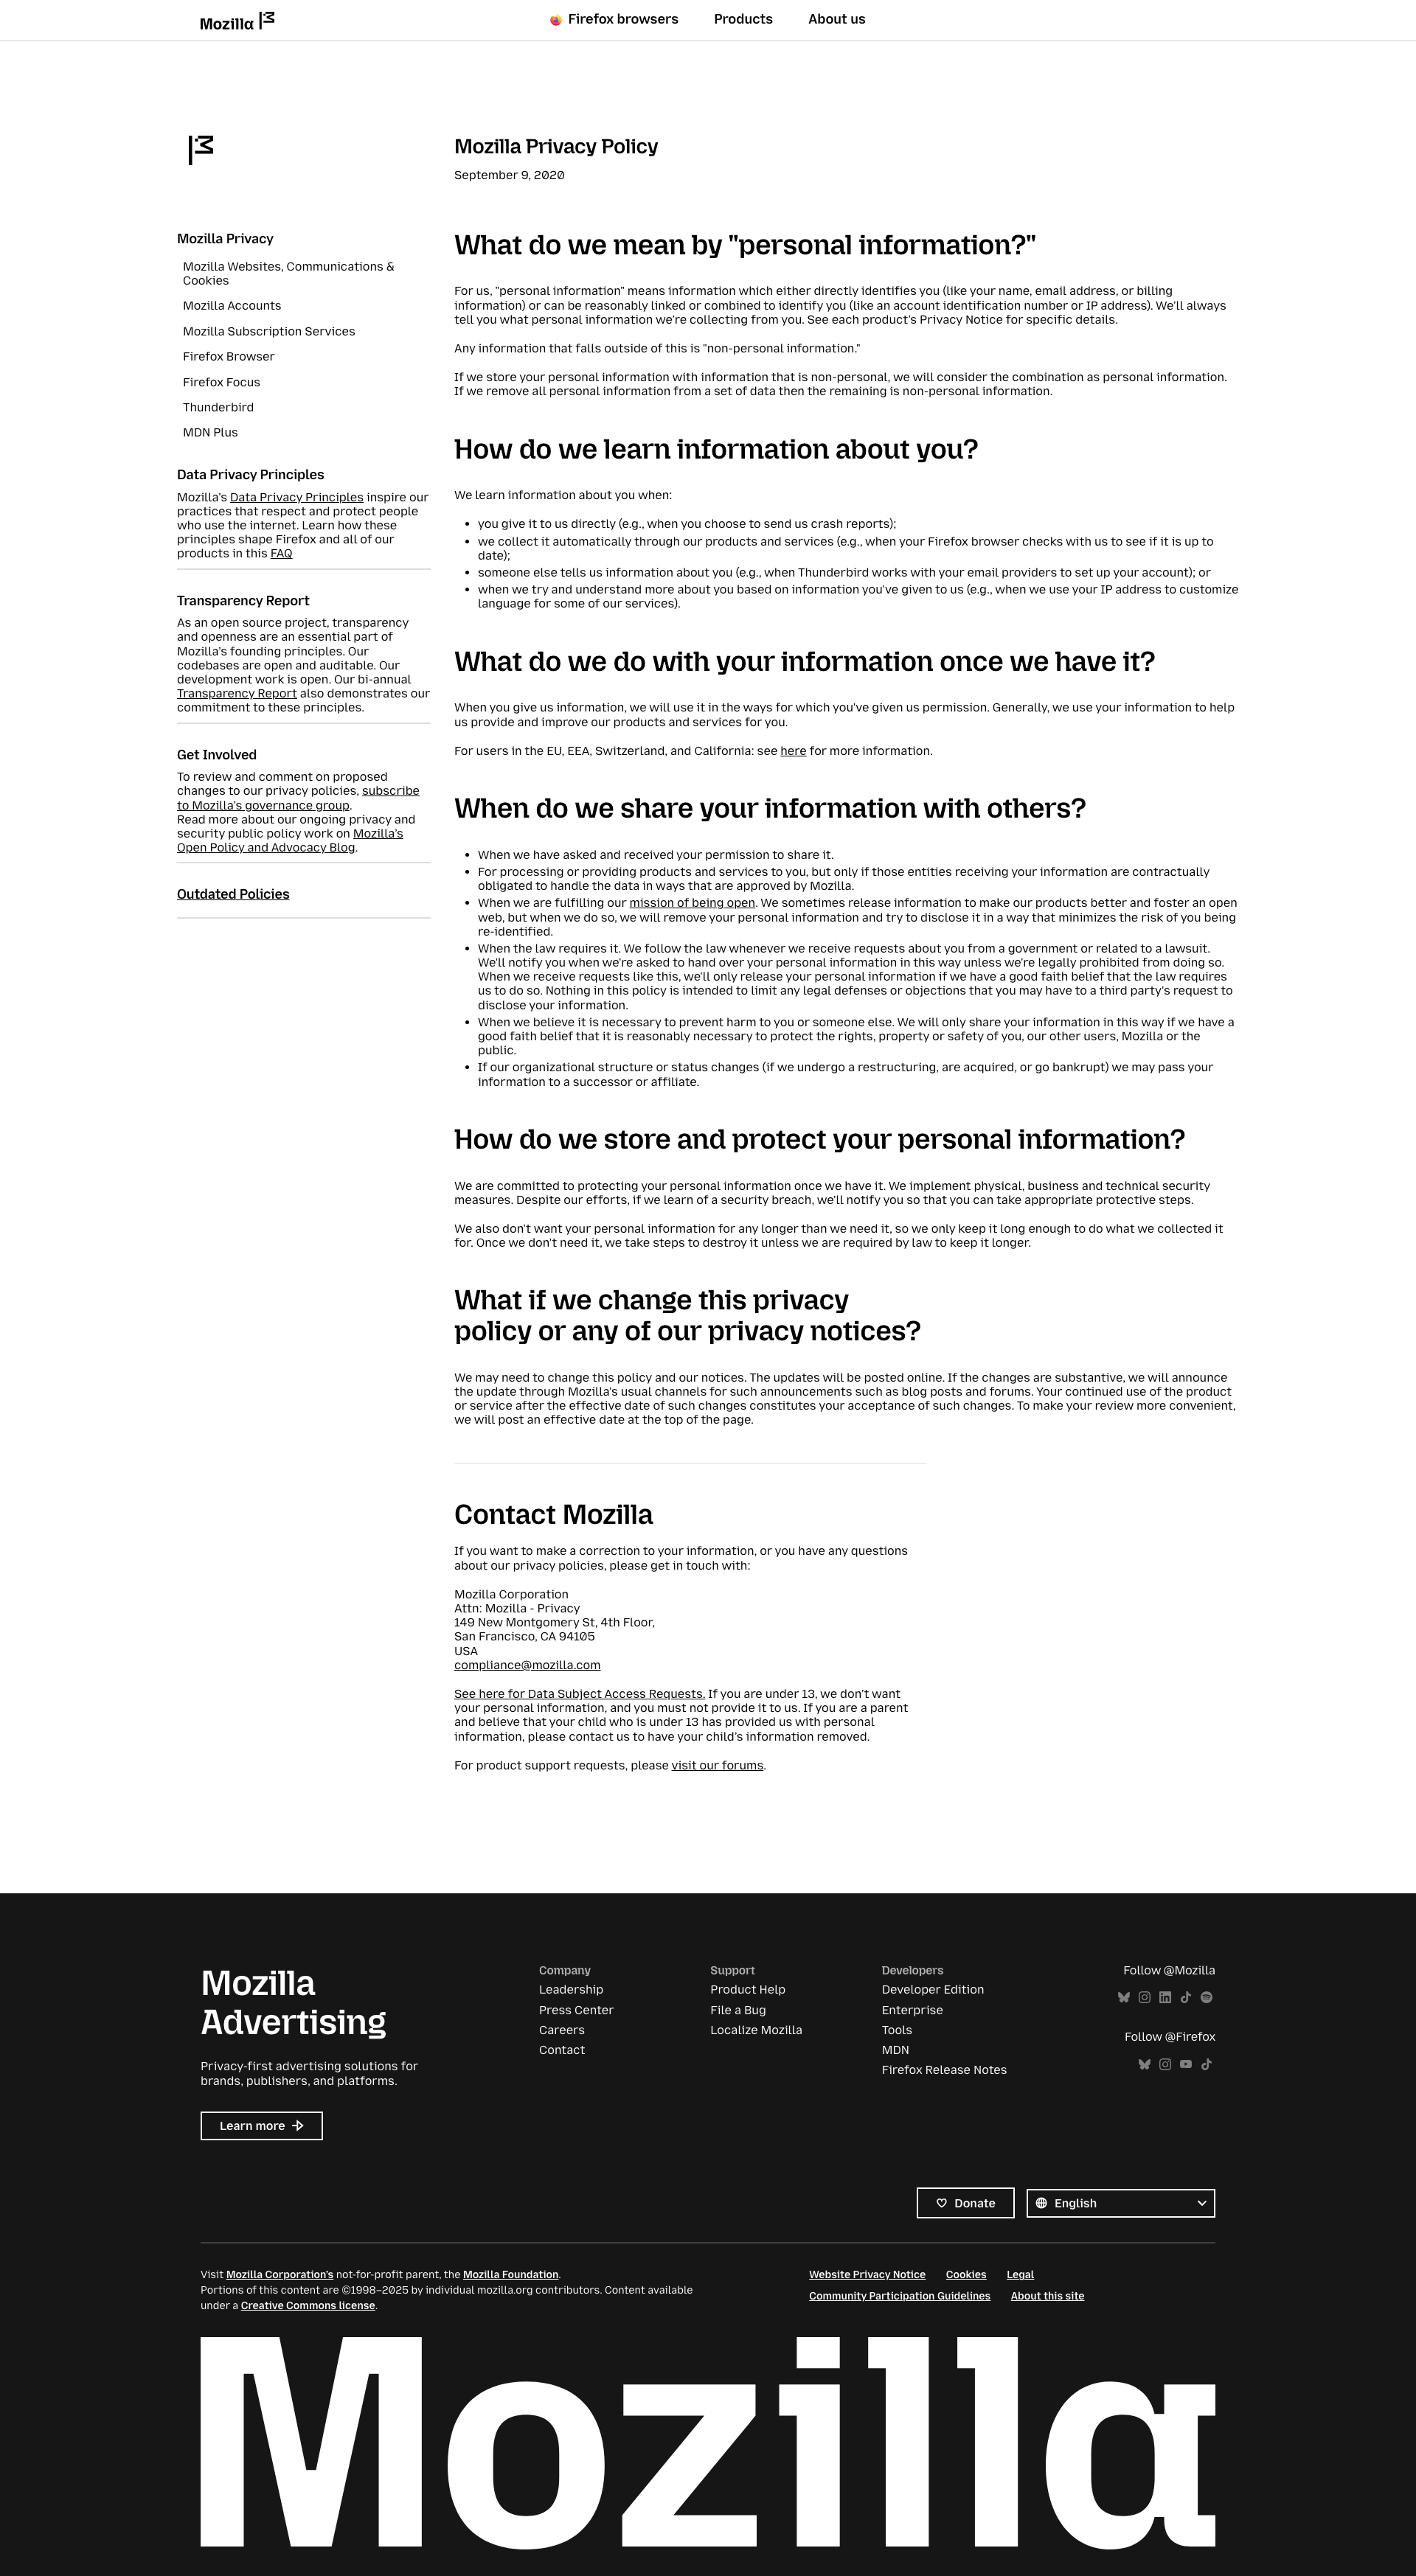 Mozilla
Firefox browsers
Products
About us
Mozilla Privacy Policy
September 9, 2020
Mozilla Privacy
Mozilla Websites, Communications &
Cookies
Mozilla Accounts
Mozilla Subscription Services
Firefox Browser
Firefox Focus
Thunderbird
MDN Plus
Data Privacy Principles
Mozilla's Data Privacy Principles inspire our
practices that respect and protect people
who use the internet. Learn how these
principles shape Firefox and all of our
products in this FAQ
Transparency Report
As an open source project, transparency
and openness are an essential part of
Mozilla's founding principles. Our
codebases are open and auditable. Our
development work is open. Our bi-annual
Transparency Report also demonstrates our
commitment to these principles.
Get Involved
To review and comment on proposed
changes to our privacy policies, subscribe
to Mozilla's governance group.
Read more about our ongoing privacy and
security public policy work on Mozilla's
Open Policy and Advocacy Blog.
Outdated Policies
What do we mean by "personal information?"
For us, "personal information" means information which either directly identifies you (like your name, email address, or billing
information) or can be reasonably linked or combined to identify you (like an account identification number or IP address). We'll always
tell you what personal information we're collecting from you. See each product's Privacy Notice for specific details.
Any information that falls outside of this is "non-personal information."
If we store your personal information with information that is non-personal, we will consider the combination as personal information.
If we remove all personal information from a set of data then the remaining is non-personal information.
How do we learn information about you?
We learn information about you when:
• you give it to us directly (e.g., when you choose to send us crash reports);
• we collect it automatically through our products and services (e.g., when your Firefox browser checks with us to see if it is up to
date);
• someone else tells us information about you (e.g., when Thunderbird works with your email providers to set up your account); or
• when we try and understand more about you based on information you've given to us (e.g., when we use your IP address to customize
language for some of our services).
What do we do with your information once we have it?
When you give us information, we will use it in the ways for which you've given us permission. Generally, we use your information to help
us provide and improve our products and services for you.
For users in the EU, EEA, Switzerland, and California: see here for more information.
When do we share your information with others?
• When we have asked and received your permission to share it.
• For processing or providing products and services to you, but only if those entities receiving your information are contractually
obligated to handle the data in ways that are approved by Mozilla.
• When we are fulfilling our mission of being open. We sometimes release information to make our products better and foster an open
web, but when we do so, we will remove your personal information and try to disclose it in a way that minimizes the risk of you being
re-identified.
• When the law requires it. We follow the law whenever we receive requests about you from a government or related to a lawsuit.
We'll notify you when we're asked to hand over your personal information in this way unless we're legally prohibited from doing so.
When we receive requests like this, we'll only release your personal information if we have a good faith belief that the law requires
us to do so. Nothing in this policy is intended to limit any legal defenses or objections that you may have to a third party's request to
disclose your information.
• When we believe it is necessary to prevent harm to you or someone else. We will only share your information in this way if we have a
good faith belief that it is reasonably necessary to protect the rights, property or safety of you, our other users, Mozilla or the
public.
• If our organizational structure or status changes (if we undergo a restructuring, are acquired, or go bankrupt) we may pass your
information to a successor or affiliate.
How do we store and protect your personal information?
We are committed to protecting your personal information once we have it. We implement physical, business and technical security
measures. Despite our efforts, if we learn of a security breach, we'll notify you so that you can take appropriate protective steps.
We also don't want your personal information for any longer than we need it, so we only keep it long enough to do what we collected it
for. Once we don't need it, we take steps to destroy it unless we are required by law to keep it longer.
What if we change this privacy
policy or any of our privacy notices?
We may need to change this policy and our notices. The updates will be posted online. If the changes are substantive, we will announce
the update through Mozilla's usual channels for such announcements such as blog posts and forums. Your continued use of the product
or service after the effective date of such changes constitutes your acceptance of such changes. To make your review more convenient,
we will post an effective date at the top of the page.
Contact Mozilla
If you want to make a correction to your information, or you have any questions
about our privacy policies, please get in touch with:
Mozilla Corporation
Attn: Mozilla - Privacy
149 New Montgomery St, 4th Floor,
San Francisco, CA 94105
USA
compliance@mozilla.com
See here for Data Subject Access Requests. If you are under 13, we don't want
your personal information, and you must not provide it to us. If you are a parent
and believe that your child who is under 13 has provided us with personal
information, please contact us to have your child's information removed.
For product support requests, please visit our forums.
Mozilla
Advertising
Privacy-first advertising solutions for
brands, publishers, and platforms.
Learn more
Company
Leadership
Press Center
Careers
Contact
Support
Product Help
File a Bug
Localize Mozilla
Developers
Developer Edition
Enterprise
Tools
MDN
Firefox Release Notes
Follow @Mozilla
Follow @Firefox
Donate
English
Visit Mozilla Corporation's not-for-profit parent, the Mozilla Foundation.
Portions of this content are ©1998–2025 by individual mozilla.org contributors. Content available
under a Creative Commons license.
Website Privacy Notice
Cookies
Legal
Community Participation Guidelines
About this site
Mozilla